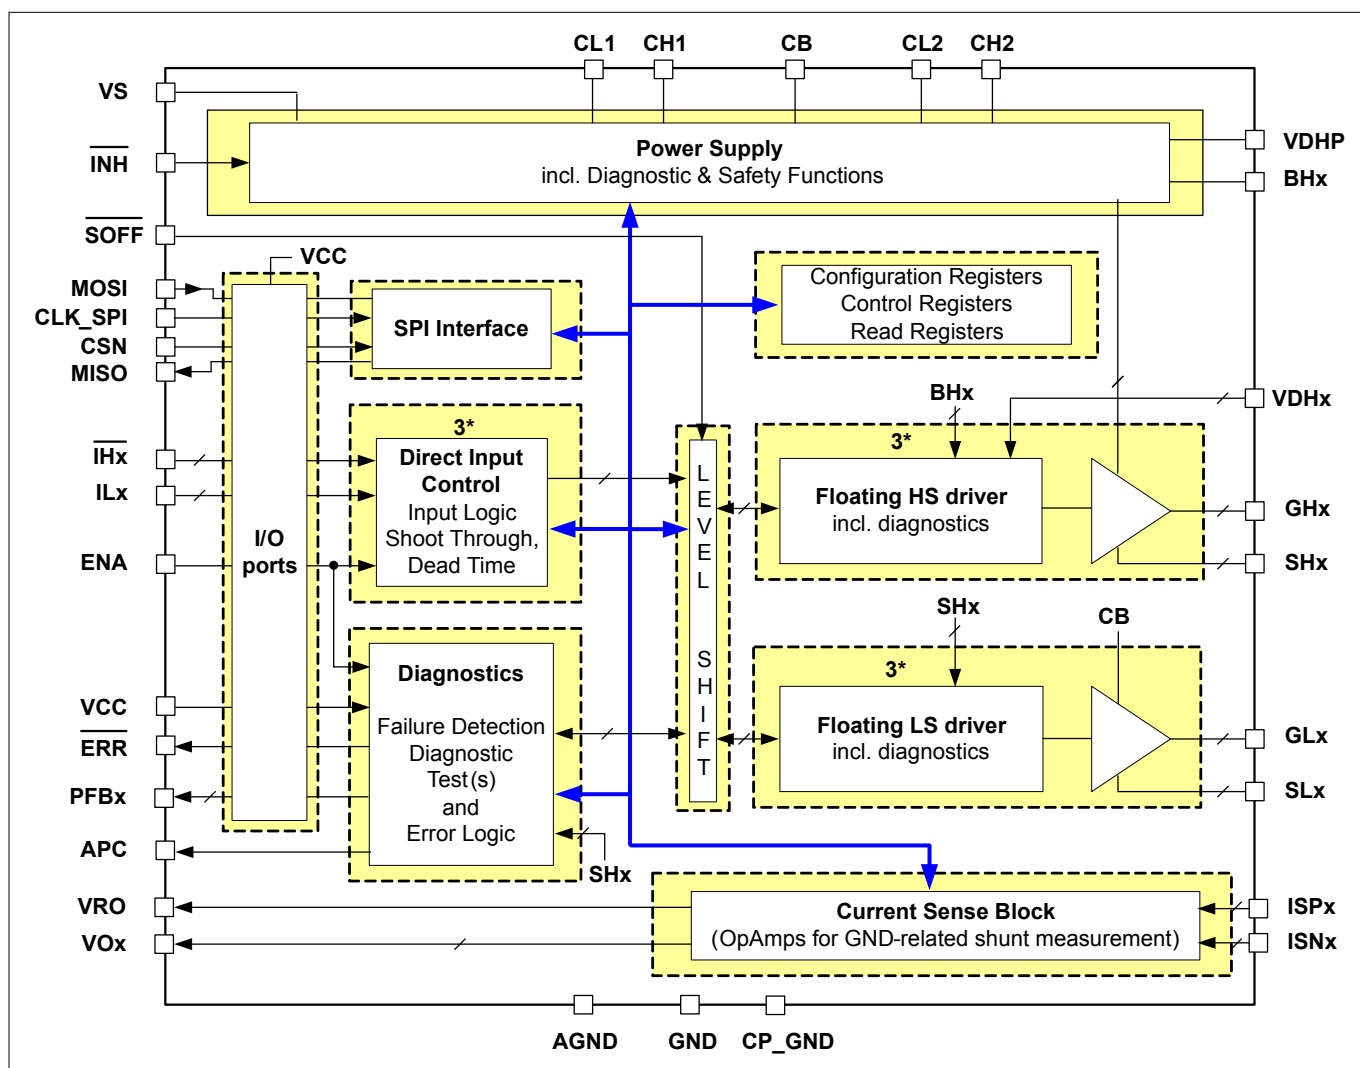 CL1 CH1 CB CL2 CH2
VS
Power Supply
incl. Diagnostic & Safety Functions
INH
VDHP
BHx
SOFF
VCC
MOSI
CLK_SPI
CSN
MISO
SPI Interface
Configuration Registers
Control Registers
Read Registers
BHx
VDHx
IHx
ILx
ENA
I/O
ports
3*
Direct Input
Control
Input Logic
Shoot Through,
Dead Time
LEVEL SHIFT
3*
Floating HS driver
incl. diagnostics
GHx
SHx
SHx
CB
3*
Floating LS driver
incl. diagnostics
GLx
SLx
Diagnostics
Failure Detection
Diagnostic
Test(s)
and
Error Logic
VCC
ERR
PFBx
APC
SHx
VRO
VOx
Current Sense Block
(OpAmps for GND-related shunt measurement)
ISPx
ISNx
AGND GND CP_GND